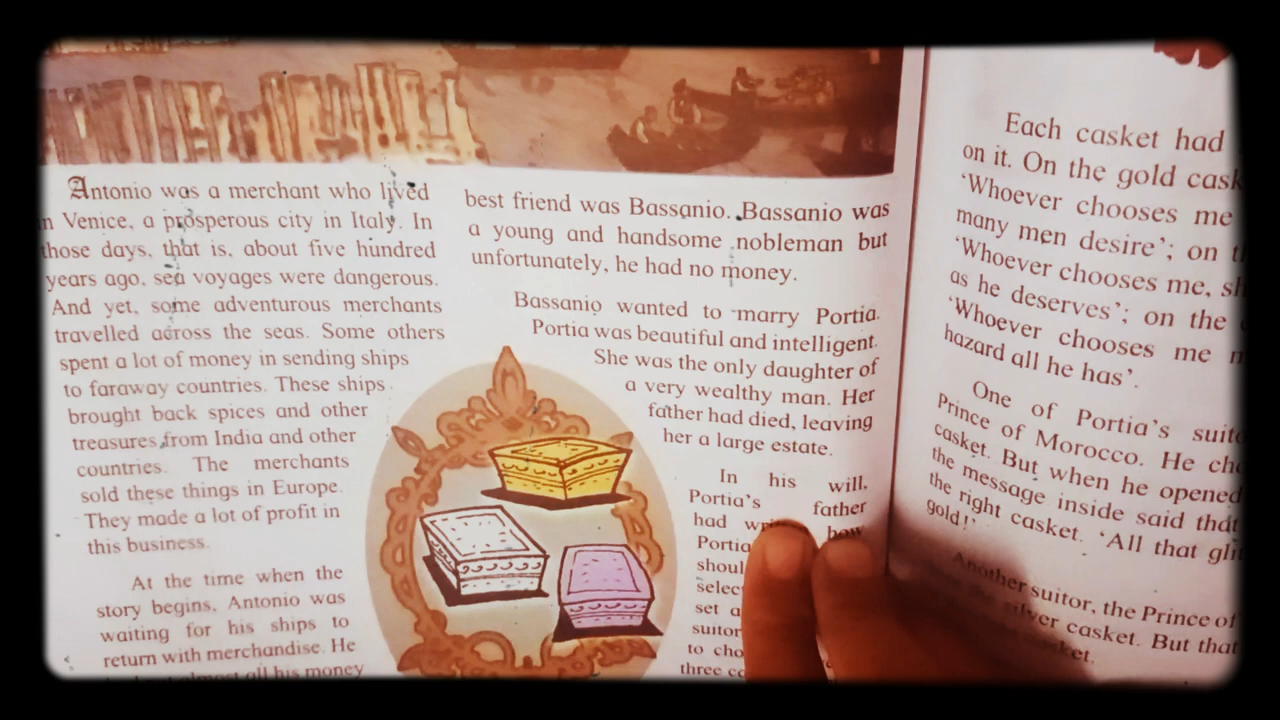 Antonio was a merchant who lived
in Venice, a prosperous city in Italy. In
those days, that is, about five hundred
years ago, sea voyages were dangerous.
And yet, some adventurous merchants
travelled across the seas. Some others
spent a lot of money in sending ships
to faraway countries. These ships
brought back spices and other
treasures from India and other
countries. The merchants
sold these things in Europe.
They made a lot of profit in
this business.
At the time when the
story begins, Antonio was
waiting for his ships to
return with merchandise. He
almost all his money
best friend was Bassanio. Bassanio was
a young and handsome nobleman but
unfortunately, he had no money.
Bassanio wanted to marry Portia.
Portia was beautiful and intelligent.
She was the only daughter of
a very wealthy man. Her
father had died, leaving
her a large estate.
In his will,
Portia's father
had how
Portia
set a
to
three
Each casket had
on it. On the gold
'Whoever chooses me
many men desire'; on
'Whoever chooses me,
as he deserves'; on the
'Whoever chooses me
hazard all he has'.
One of Portia's
Prince of Morocco. He
casket. But when he opened
the message inside said that
the right casket. 'All that
gold!'
Another suitor, the Prince of
silver casket. But that